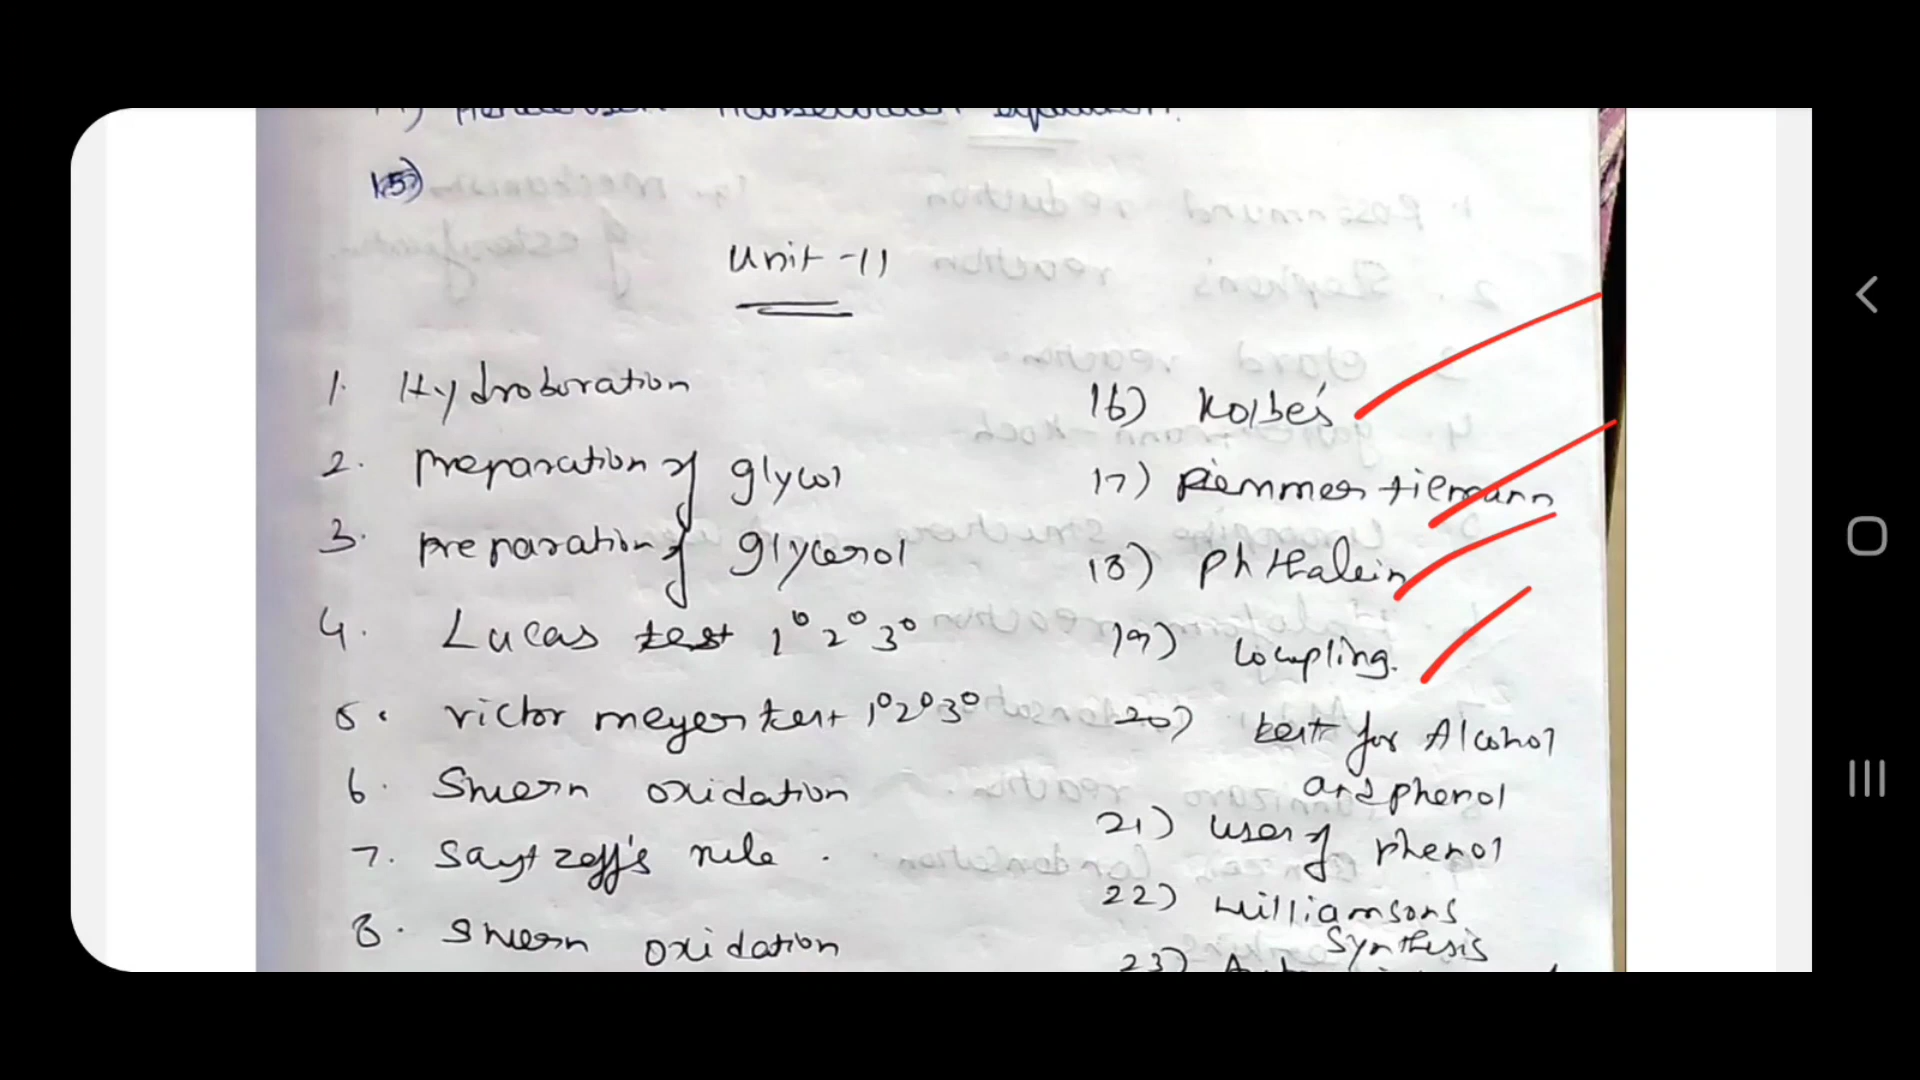 15)
Unit-11
1. Hydroboration
2. preparation of glycol
3. preparation of glycerol
4. Lucas test 1° 2° 3°
5. victor meyer test 1° 2° 3°
6. Swern oxidation
7. Saytzeff's rule .
8. Swern oxidation
16) Kolbe's
17) Riemmer tiemann
18) Phthalein
19) Coupling.
20) test for Alcohol
and phenol
21) uses of phenol
22) Williamsons
Synthesis
23)